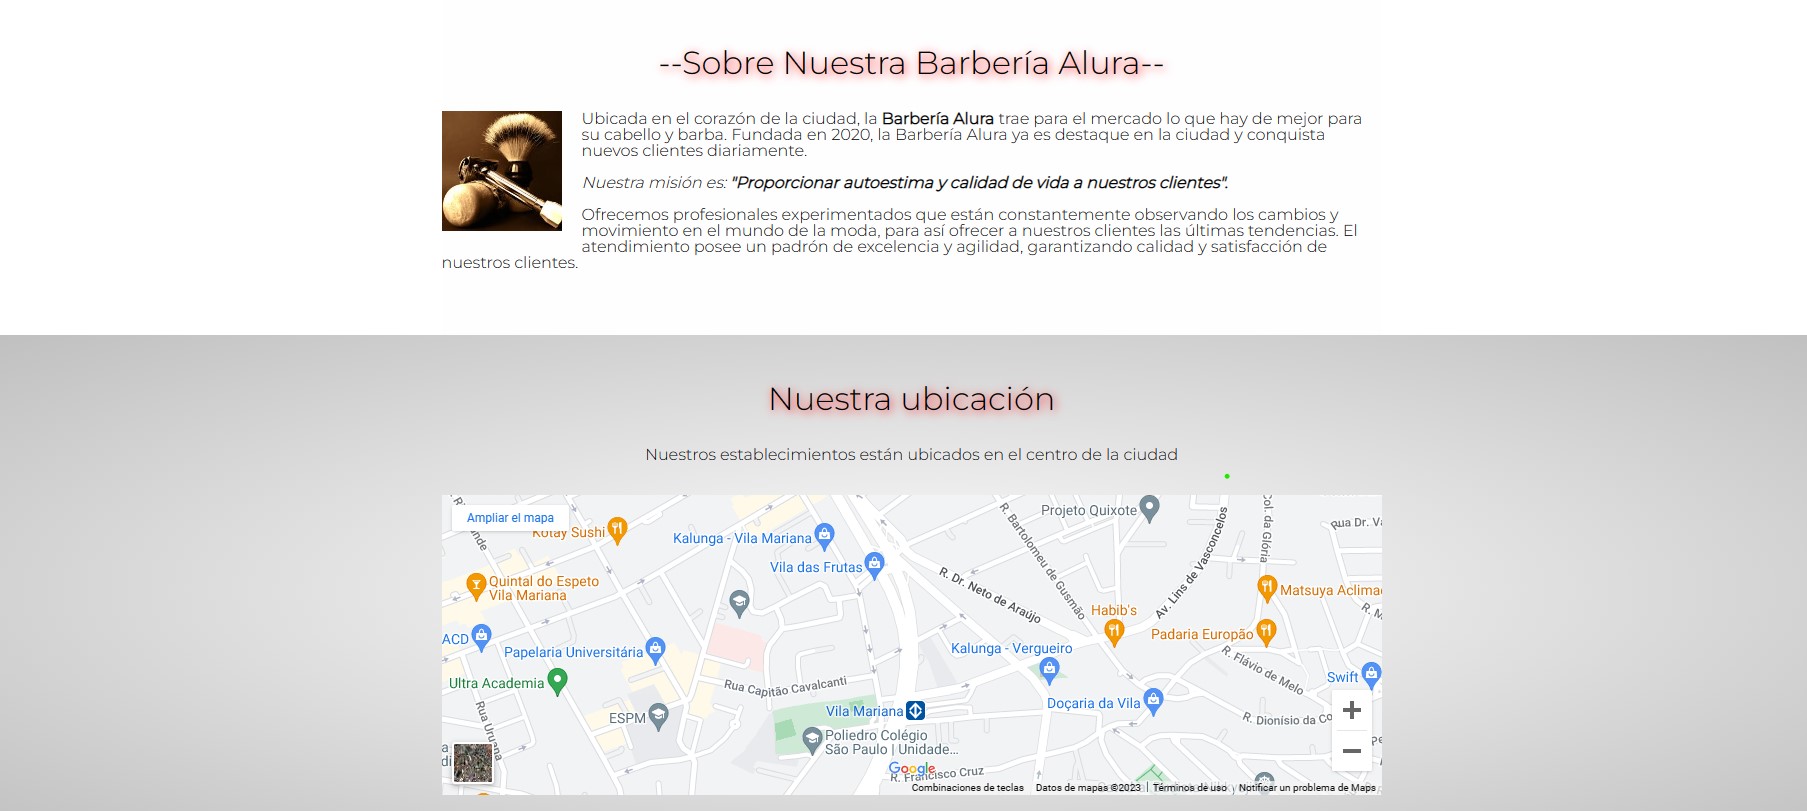 --Sobre Nuestra Barbería Alura--
Ubicada en el corazón de la ciudad, la Barbería Alura trae para el mercado lo que hay de mejor para
su cabello y barba. Fundada en 2020, la Barbería Alura ya es destaque en la ciudad y conquista
nuevos clientes diariamente.
Nuestra misión es: "Proporcionar autoestima y calidad de vida a nuestros clientes".
Ofrecemos profesionales experimentados que están constantemente observando los cambios y
movimiento en el mundo de la moda, para así ofrecer a nuestros clientes las últimas tendencias. El
atendimiento posee un padrón de excelencia y agilidad, garantizando calidad y satisfacción de
nuestros clientes.
Nuestra ubicación
Nuestros establecimientos están ubicados en el centro de la ciudad
Ampliar el mapa
Kotay Sushi
Kalunga - Vila Mariana
Vila das Frutas
Projeto Quixote
R. Bartolomeu de Gusmão
Av. Lins de Vasconcelos
Col. da Glória
Rua Dr. Va
Quintal do Espeto
Vila Mariana
R. Dr. Neto de Araújo
Habib's
Matsuya Aclimac
Padaria Europão
ACD
Papelaria Universitária
Kalunga - Vergueiro
R. Flávio de Melo
Ultra Academia
Rua Capitão Cavalcanti
Swift
Doçaria da Vila
Vila Mariana
ESPM
Rua Uruana
R. Dionísio da Co
Poliedro Colégio
São Paulo | Unidade...
Google
R. Francisco Cruz
Combinaciones de teclas
Datos de mapas ©2023
Términos de uso
Notificar un problema de Maps